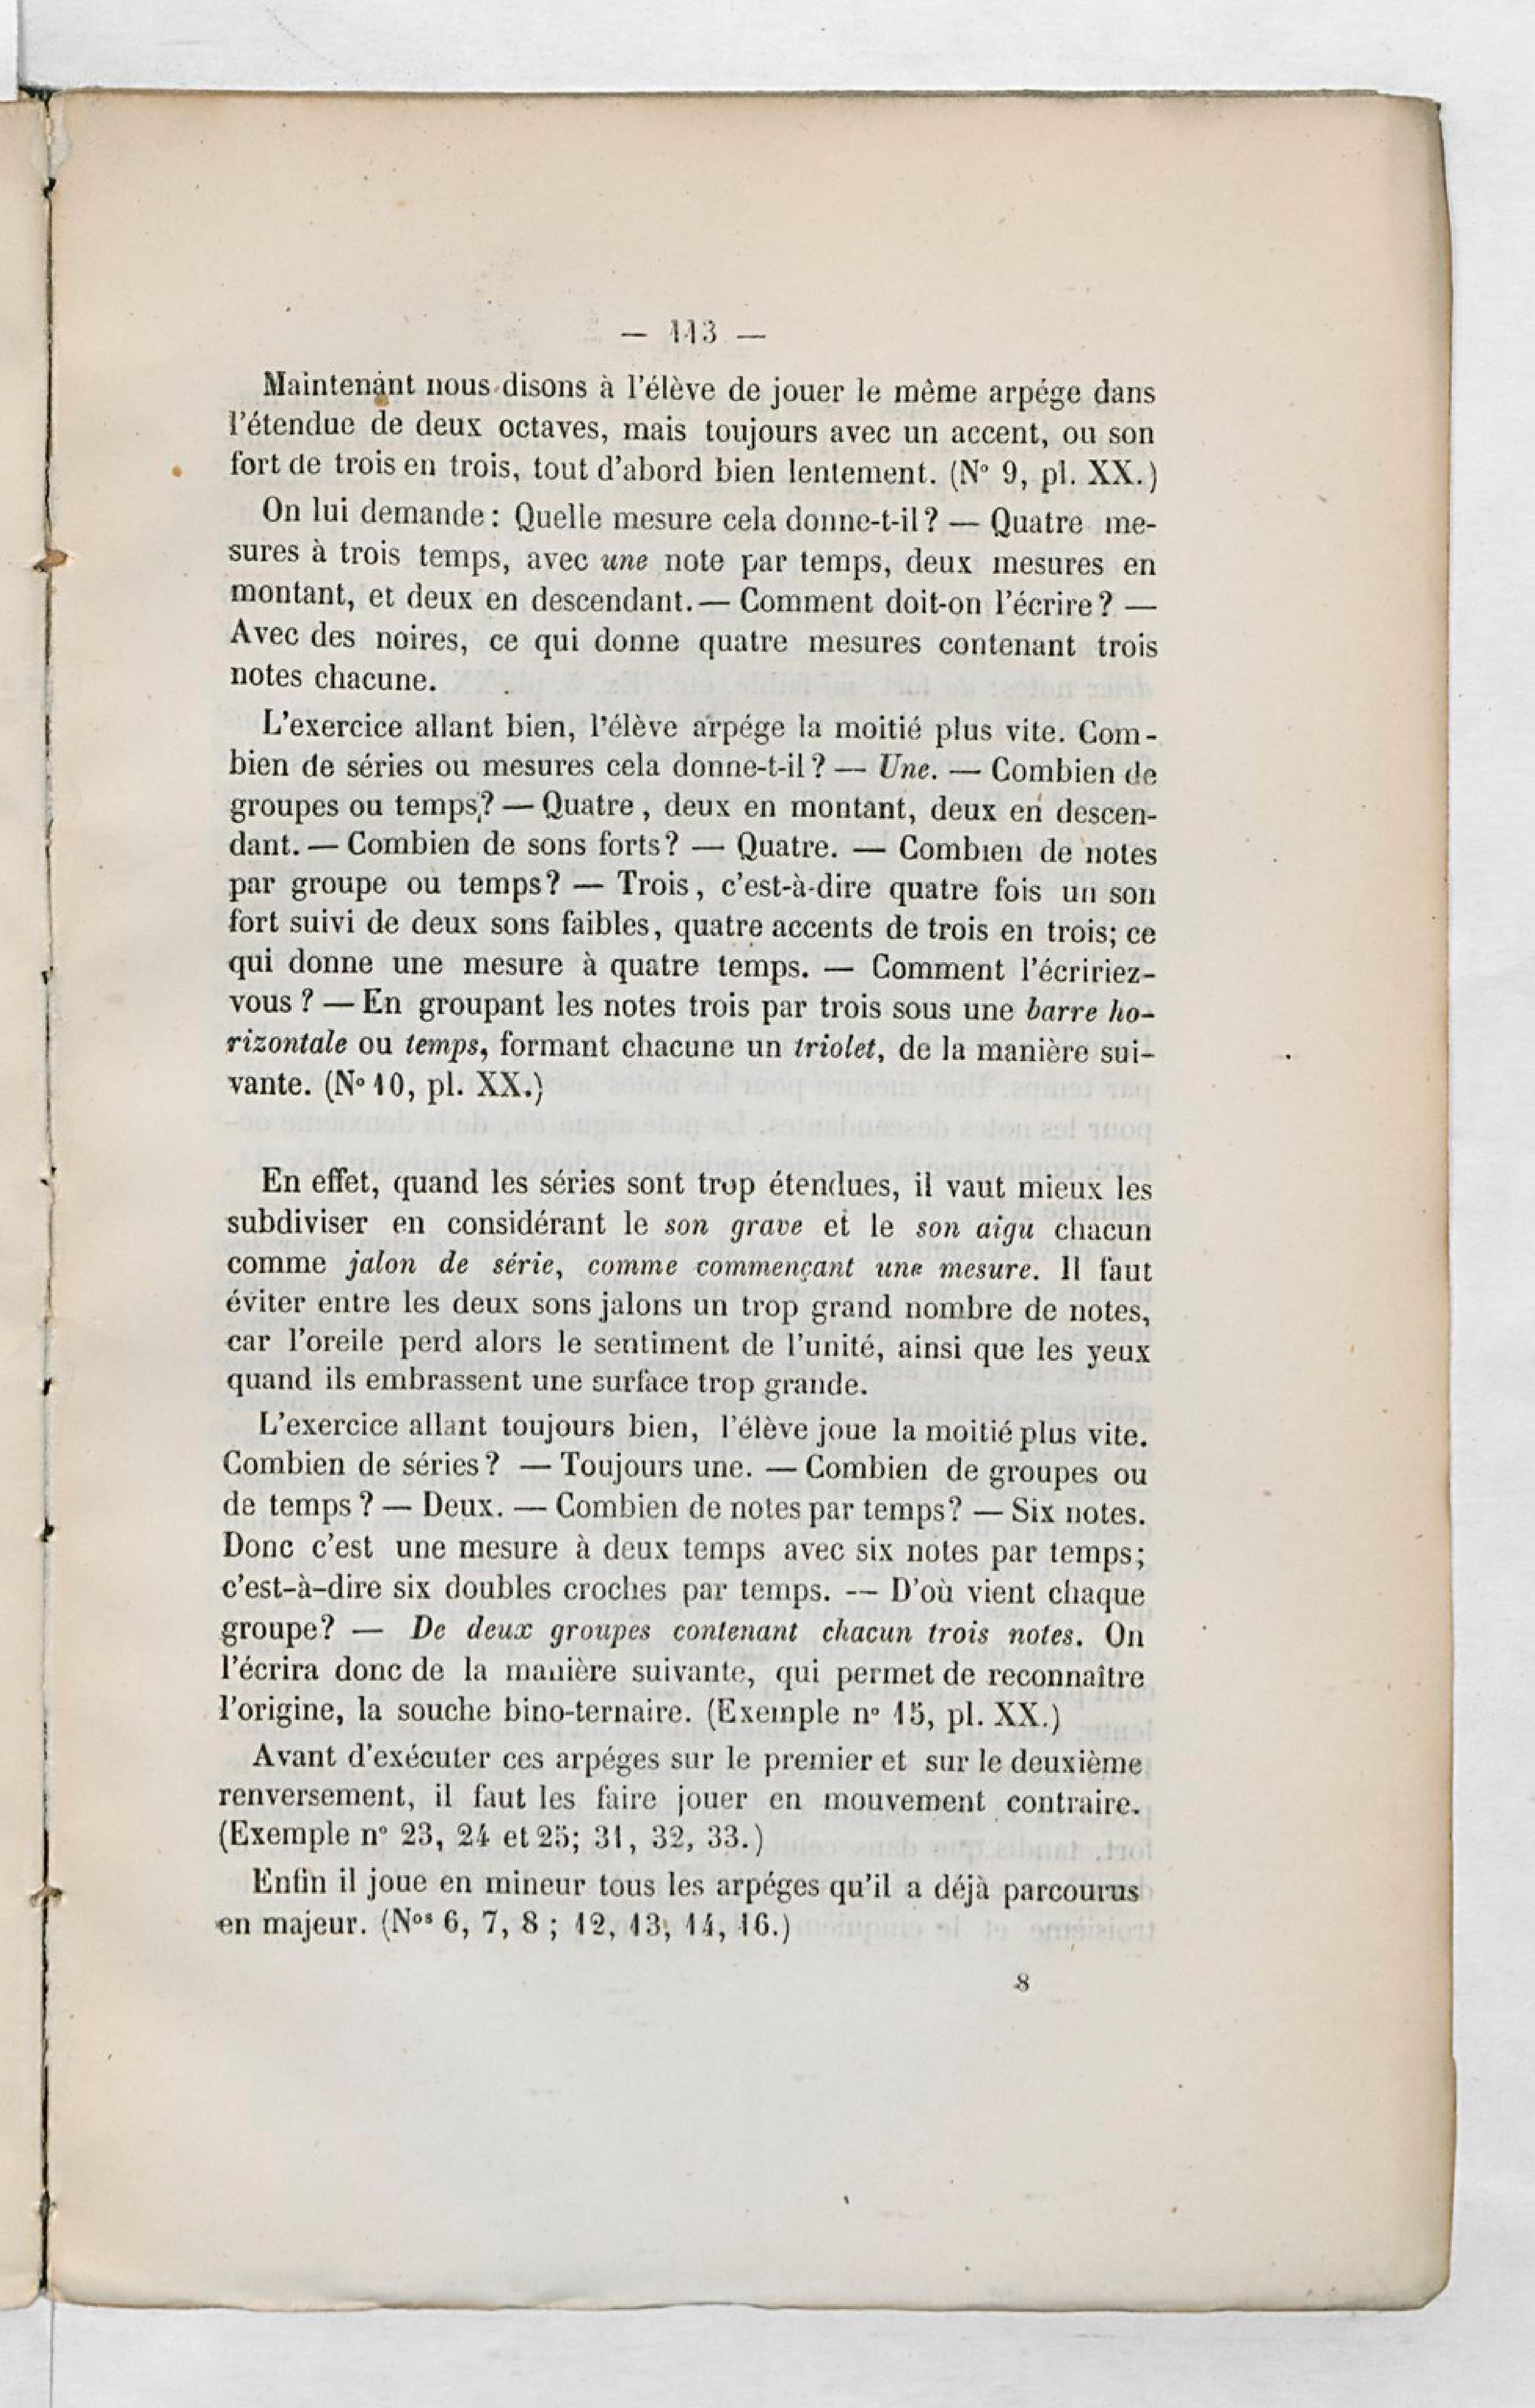 — 113 —
Maintenant nous disons à l'élève de jouer le même arpége dans
l'étendue de deux octaves, mais toujours avec un accent, ou son
fort de trois en trois, tout d'abord bien lentement. (N° 9, pl. XX.)
On lui demande : Quelle mesure cela donne-t-il ? — Quatre me-
sures à trois temps, avec une note par temps, deux mesures en
montant, et deux en descendant. — Comment doit-on l'écrire ? —
Avec des noires, ce qui donne quatre mesures contenant trois
notes chacune.
L'exercice allant bien, l'élève arpége la moitié plus vite. Com-
bien de séries ou mesures cela donne-t-il ? — Une. — Combien de
groupes ou temps? — Quatre, deux en montant, deux en descen-
dant. — Combien de sons forts ? — Quatre. — Combien de notes
par groupe ou temps? — Trois, c'est-à-dire quatre fois un son
fort suivi de deux sons faibles, quatre accents de trois en trois; ce
qui donne une mesure à quatre temps. — Comment l'écririez-
vous ? — En groupant les notes trois par trois sous une barre ho-
rizontale ou temps, formant chacune un triolet, de la manière sui-
vante. (N° 10, pl. XX.)
En effet, quand les séries sont trop étendues, il vaut mieux les
subdiviser en considérant le son grave et le son aigu chacun
comme jalon de série, comme commençant une mesure. Il faut
éviter entre les deux sons jalons un trop grand nombre de notes,
car l'oreile perd alors le sentiment de l'unité, ainsi que les yeux
quand ils embrassent une surface trop grande.
L'exercice allant toujours bien, l'élève joue la moitié plus vite.
Combien de séries ? — Toujours une. — Combien de groupes ou
de temps ? — Deux. — Combien de notes par temps? — Six notes.
Donc c'est une mesure à deux temps avec six notes par temps;
c'est-à-dire six doubles croches par temps. — D'où vient chaque
groupe? — De deux groupes contenant chacun trois notes. On
l'écrira donc de la manière suivante, qui permet de reconnaître
l'origine, la souche bino-ternaire. (Exemple n° 15, pl. XX.)
Avant d'exécuter ces arpéges sur le premier et sur le deuxième
renversement, il faut les faire jouer en mouvement contraire.
(Exemple n° 23, 24 et 25; 31, 32, 33.)
Enfin il joue en mineur tous les arpéges qu'il a déjà parcourus
en majeur. (Nos 6, 7, 8 ; 12, 13, 14, 16.)
8